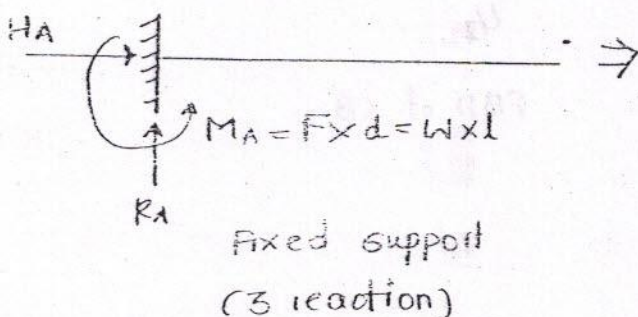 HA
MA = F x d = W x l
RA
Fixed support
(3 reaction)